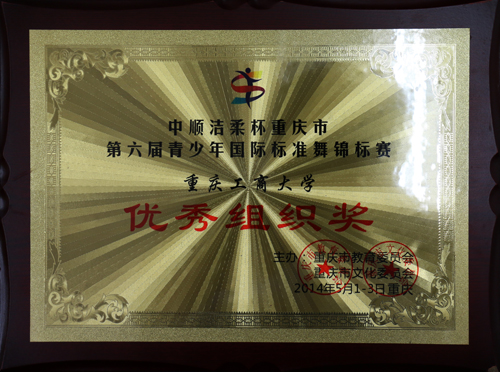 中顺洁柔杯重庆市
第六届青少年国际标准舞锦标赛
重庆工商大学
优秀组织奖
主办：重庆市教育委员会
重庆市文化委员会
2014年5月1-3日重庆